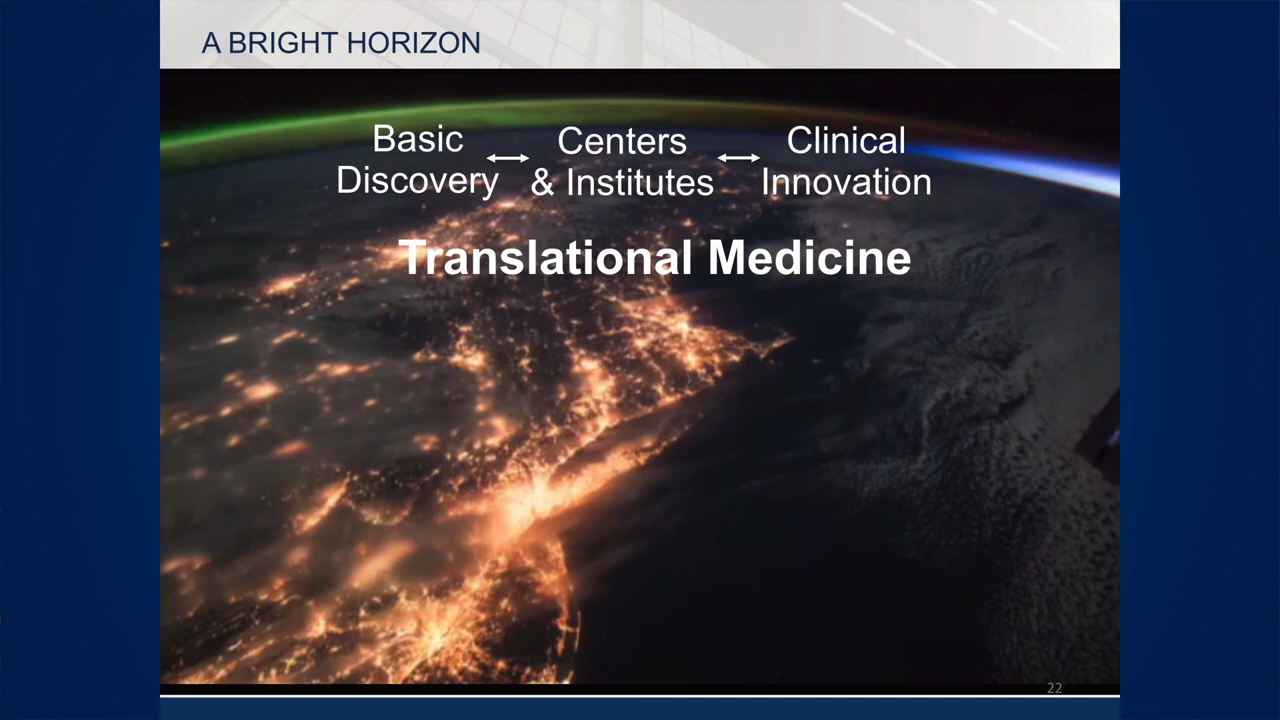 A BRIGHT HORIZON
Basic Discovery
Centers & Institutes
Clinical Innovation
Translational Medicine
22